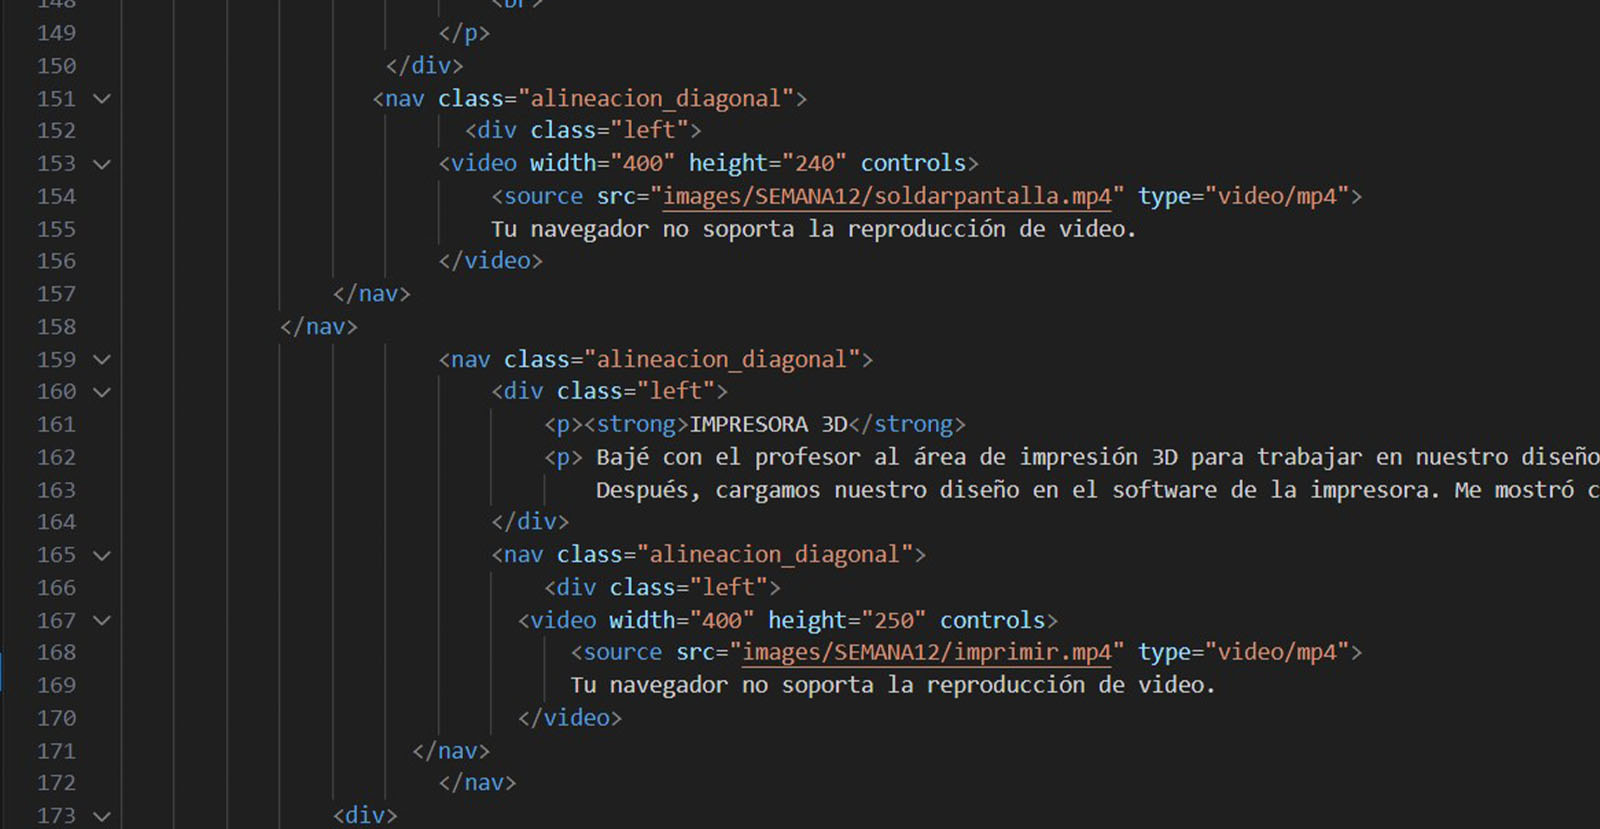 148 <br>
149 </p>
150 </div>
151 <nav class="alineacion_diagonal">
152 <div class="left">
153 <video width="400" height="240" controls>
154 <source src="images/SEMANA12/soldarpantalla.mp4" type="video/mp4">
155 Tu navegador no soporta la reproducción de video.
156 </video>
157 </nav>
158 </nav>
159 <nav class="alineacion_diagonal">
160 <div class="left">
161 <p><strong>IMPRESORA 3D</strong>
162 <p> Bajé con el profesor al área de impresión 3D para trabajar en nuestro diseño
163 Después, cargamos nuestro diseño en el software de la impresora. Me mostró c
164 </div>
165 <nav class="alineacion_diagonal">
166 <div class="left">
167 <video width="400" height="250" controls>
168 <source src="images/SEMANA12/imprimir.mp4" type="video/mp4">
169 Tu navegador no soporta la reproducción de video.
170 </video>
171 </nav>
172 </nav>
173 <div>